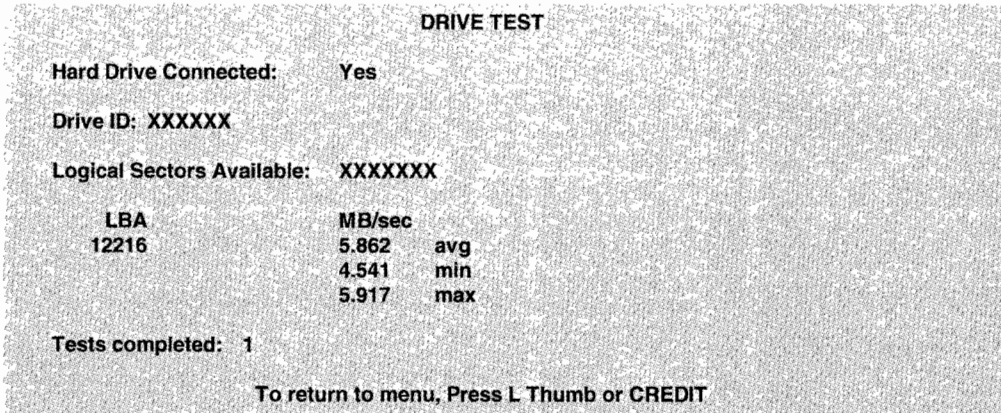 DRIVE TEST
Hard Drive Connected: Yes
Drive ID: XXXXXX
Logical Sectors Available: XXXXXXX
LBA MB/sec
12216 5.862 avg
4.541 min
5.917 max
Tests completed: 1
To return to menu, Press L Thumb or CREDIT